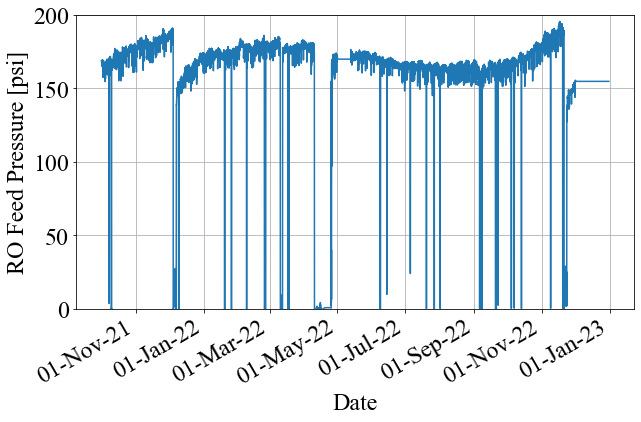 RO Feed Pressure [psi]
200
150
100
50
0
01-Nov-21
01-Jan-22
01-Mar-22
01-May-22
01-Jul-22
01-Sep-22
01-Nov-22
01-Jan-23
Date